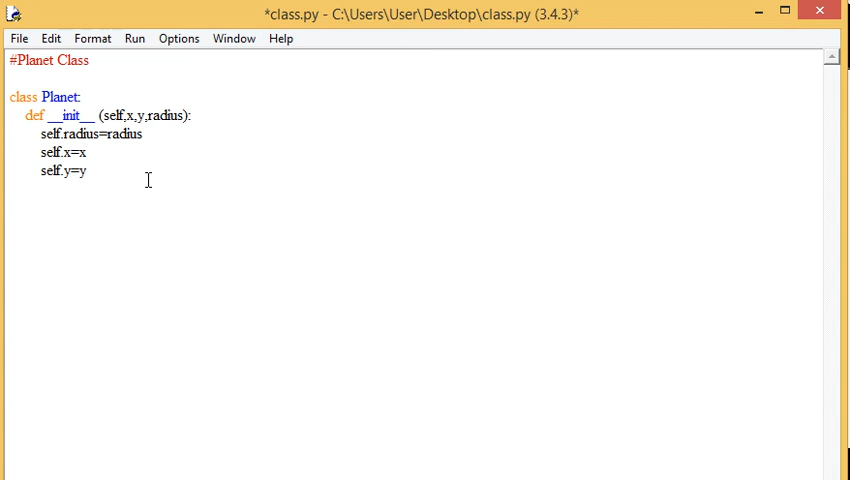 *class.py - C:\Users\User\Desktop\class.py (3.4.3)*
File Edit Format Run Options Window Help
#Planet Class
class Planet:
def __init__ (self,x,y,radius):
self.radius=radius
self.x=x
self.y=y